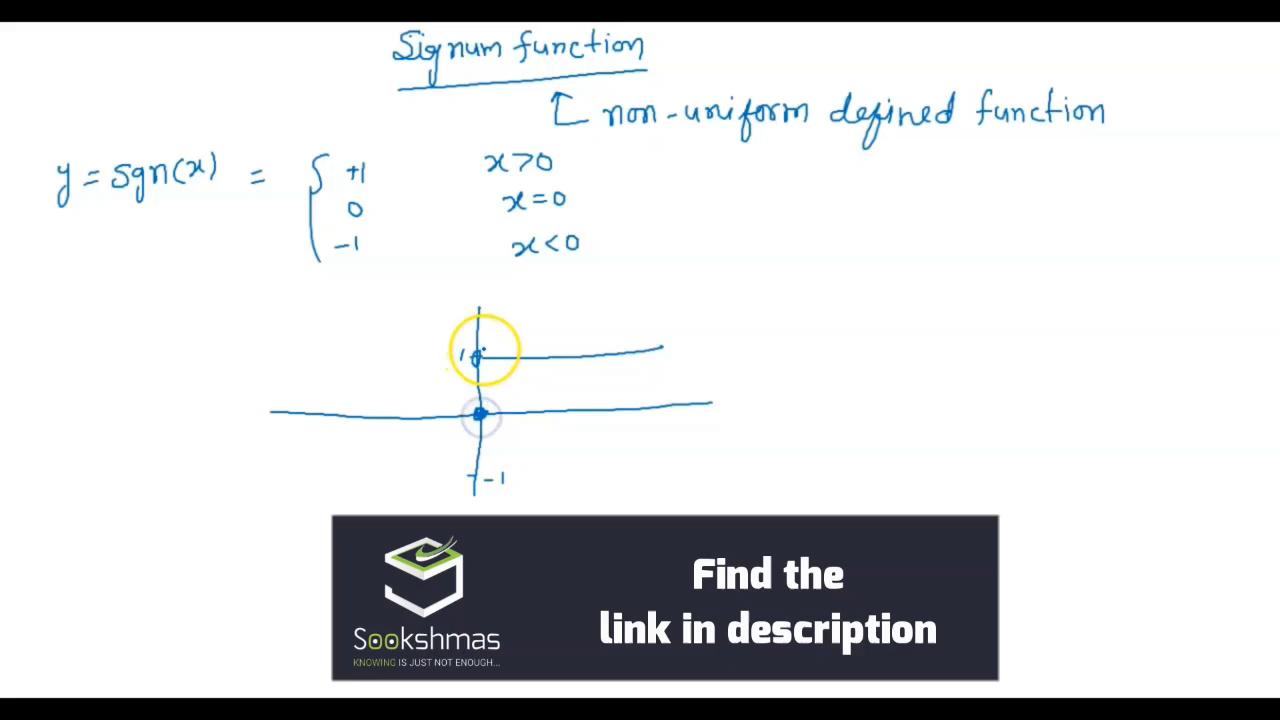 Signum function
non-uniform defined function
y = sgn(x) = { +1 x>0
0 x=0
-1 x<0
1
-1
Find the
link in description
Sookshmas
KNOWING IS JUST NOT ENOUGH...